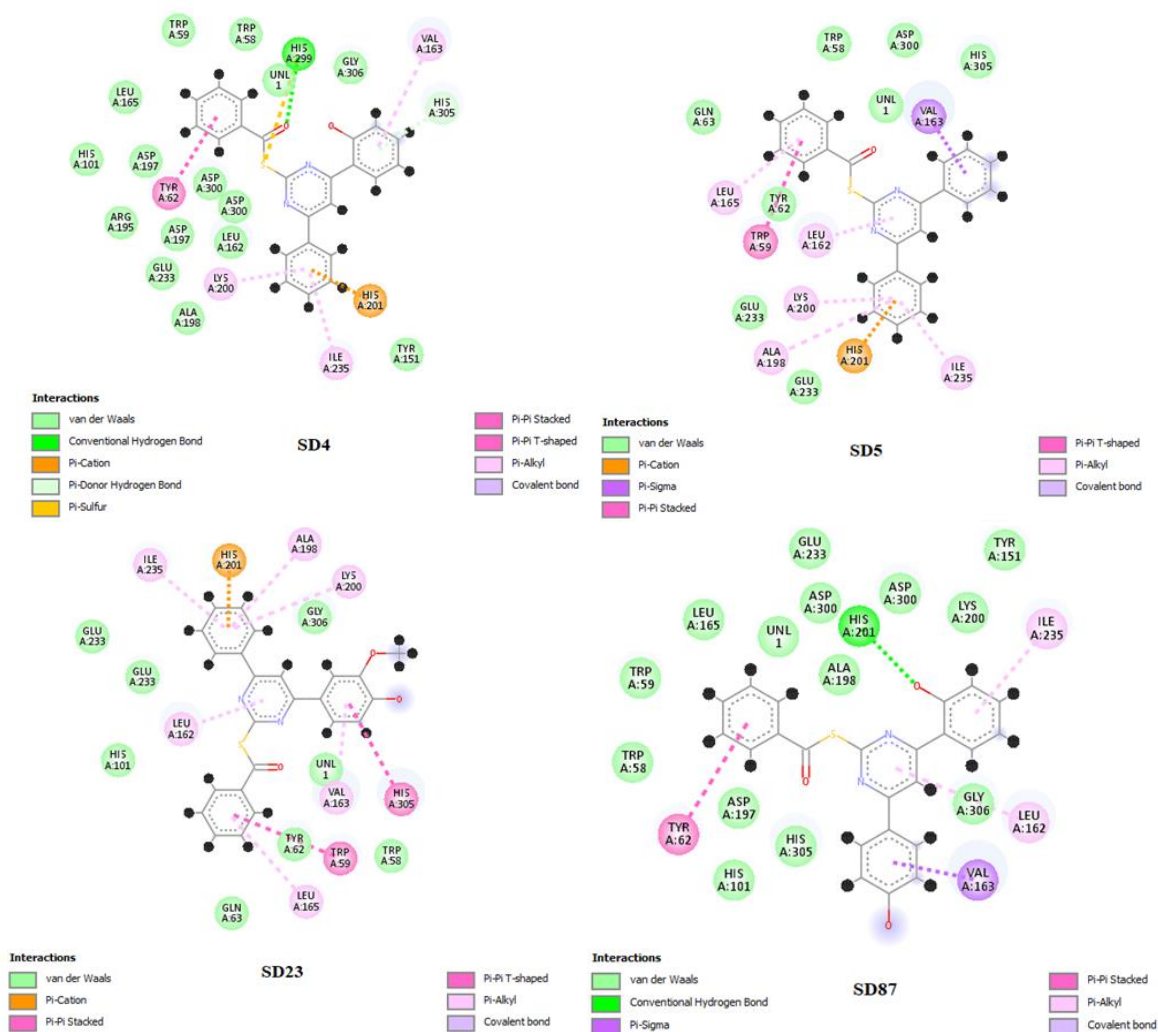 TRP
A:59
TRP
A:58
HIS
A:299
UNL
1
GLY
A:306
VAL
A:163
LEU
A:165
HIS
A:305
HIS
A:101
ASP
A:197
TYR
A:62
ASP
A:300
ASP
A:300
ARG
A:195
ASP
A:197
LEU
A:162
GLU
A:233
LYS
A:200
HIS
A:201
ALA
A:198
ILE
A:235
TYR
A:151
O
O
S
N
N
Interactions
van der Waals
Conventional Hydrogen Bond
Pi-Cation
Pi-Donor Hydrogen Bond
Pi-Sulfur
SD4
Pi-Pi Stacked
Pi-Pi T-shaped
Pi-Alkyl
Covalent bond
TRP
A:58
ASP
A:300
HIS
A:305
GLN
A:63
UNL
1
VAL
A:163
LEU
A:165
TYR
A:62
TRP
A:59
LEU
A:162
GLU
A:233
LYS
A:200
ALA
A:198
HIS
A:201
GLU
A:233
ILE
A:235
O
S
N
N
Interactions
van der Waals
Pi-Cation
Pi-Sigma
Pi-Pi Stacked
SD5
Pi-Pi T-shaped
Pi-Alkyl
Covalent bond
ILE
A:235
HIS
A:201
ALA
A:198
LYS
A:200
GLY
A:306
GLU
A:233
GLU
A:233
LEU
A:162
HIS
A:101
UNL
1
VAL
A:163
HIS
A:305
TYR
A:62
TRP
A:59
TRP
A:58
LEU
A:165
GLN
A:63
O
O
N
N
S
O
Interactions
van der Waals
Pi-Cation
Pi-Pi Stacked
SD23
Pi-Pi T-shaped
Pi-Alkyl
Covalent bond
GLU
A:233
TYR
A:151
ASP
A:300
ASP
A:300
LYS
A:200
LEU
A:165
UNL
1
HIS
A:201
ILE
A:235
TRP
A:59
ALA
A:198
TRP
A:58
ASP
A:197
GLY
A:306
LEU
A:162
TYR
A:62
HIS
A:305
HIS
A:101
VAL
A:163
O
S
N
O
N
O
Interactions
van der Waals
Conventional Hydrogen Bond
Pi-Sigma
SD87
Pi-Pi Stacked
Pi-Alkyl
Covalent bond